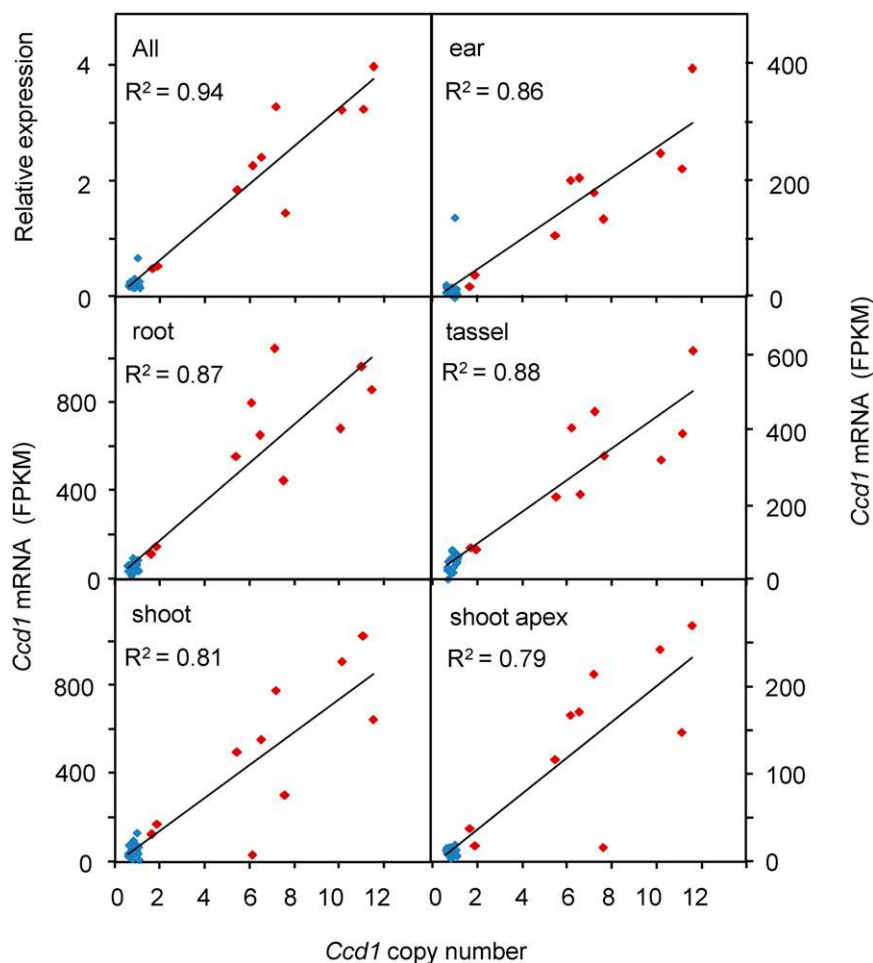 All
R² = 0.94
Relative expression
4
2
0
ear
R² = 0.86
400
200
0
root
R² = 0.87
800
400
0
tassel
R² = 0.88
600
400
200
0
Ccd1 mRNA (FPKM)
Ccd1 mRNA (FPKM)
shoot
R² = 0.81
800
400
0
shoot apex
R² = 0.79
200
100
0
0 2 4 6 8 10 12
0 2 4 6 8 10 12
Ccd1 copy number